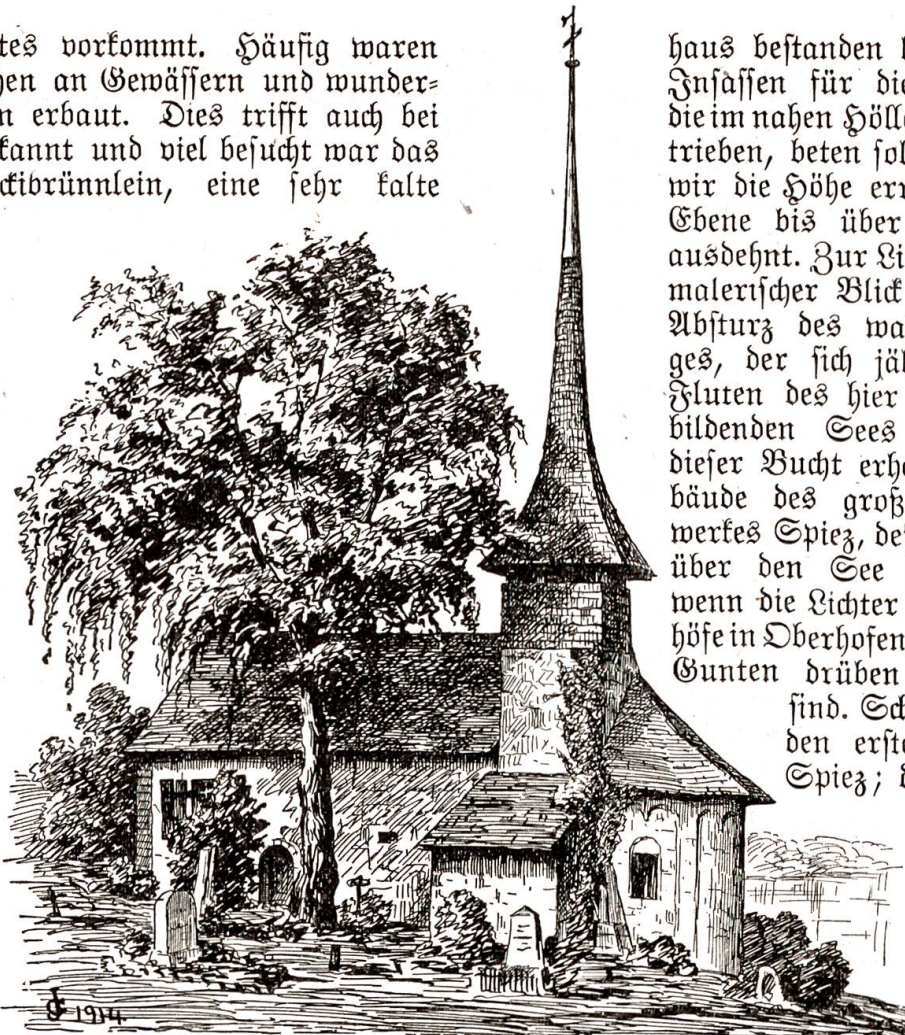 tes vorkommt. Häufig waren
hen an Gewässern und wunder-
n erbaut. Dies trifft auch bei
kannt und viel besucht war das
ckibrünnlein, eine sehr kalte
haus bestanden
Insassen für die
die im nahen Hölle
trieben, beten sol
wir die Höhe err
Ebene bis über
ausdehnt. Zur Li
malerischer Blick
Absturz des wa
ges, der sich jäh
Fluten des hier
bildenden Sees
dieser Bucht erh
bäude des groß
werkes Spiez, de
über den See
wenn die Lichter
höfe in Oberhofen
Gunten drüben
sind. Sch
den erste
Spiez; d
1914.